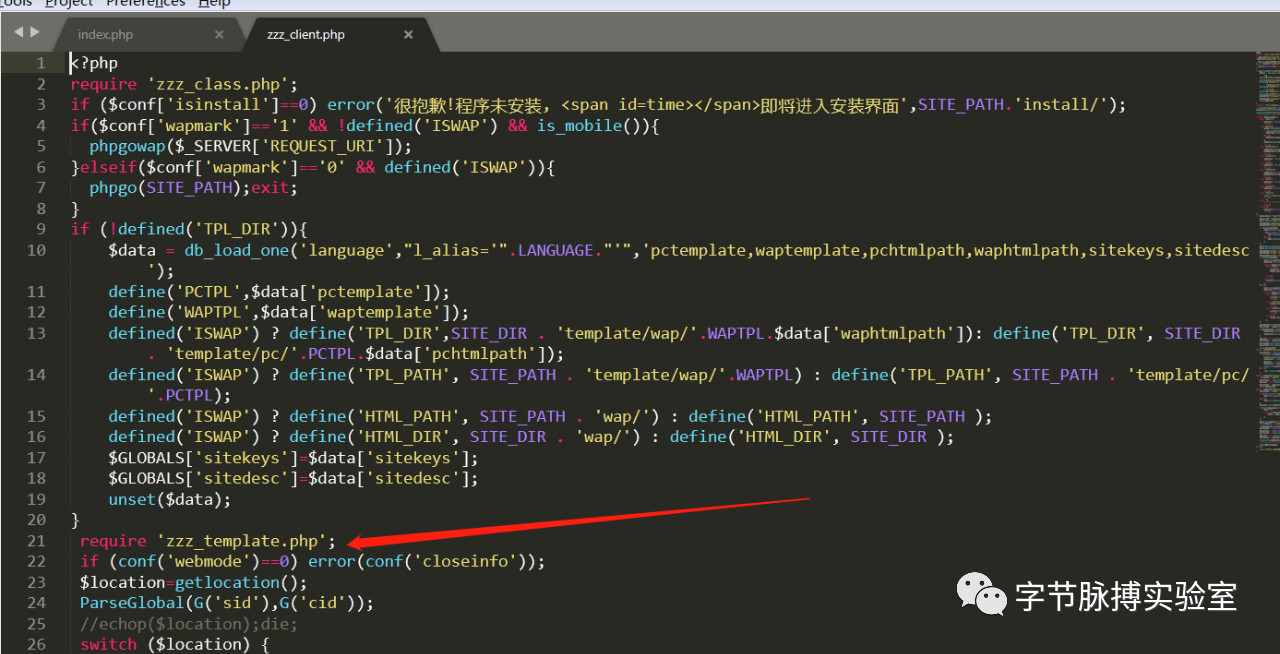 Tools Project Preferences Help
index.php × zzz_client.php ×
1 <?php
2 require 'zzz_class.php';
3 if ($conf['isinstall']==0) error('很抱歉!程序未安装, <span id=time></span>即将进入安装界面',SITE_PATH.'install/');
4 if($conf['wapmark']=='1' && !defined('ISWAP') && is_mobile()){
5 phpgowap($_SERVER['REQUEST_URI']);
6 }elseif($conf['wapmark']=='0' && defined('ISWAP')){
7 phpgo(SITE_PATH);exit;
8 }
9 if (!defined('TPL_DIR')){
10 $data = db_load_one('language',"l_alias='".LANGUAGE."'",'pctemplate,waptemplate,pchtmlpath,waphtmlpath,sitekeys,sitedesc
');
11 define('PCTPL',$data['pctemplate']);
12 define('WAPTPL',$data['waptemplate']);
13 defined('ISWAP') ? define('TPL_DIR',SITE_DIR . 'template/wap/'.WAPTPL.$data['waphtmlpath']): define('TPL_DIR', SITE_DIR
. 'template/pc/'.PCTPL.$data['pchtmlpath']);
14 defined('ISWAP') ? define('TPL_PATH', SITE_PATH . 'template/wap/'.WAPTPL) : define('TPL_PATH', SITE_PATH . 'template/pc/
'.PCTPL);
15 defined('ISWAP') ? define('HTML_PATH', SITE_PATH . 'wap/') : define('HTML_PATH', SITE_PATH );
16 defined('ISWAP') ? define('HTML_DIR', SITE_DIR . 'wap/') : define('HTML_DIR', SITE_DIR );
17 $GLOBALS['sitekeys']=$data['sitekeys'];
18 $GLOBALS['sitedesc']=$data['sitedesc'];
19 unset($data);
20 }
21 require 'zzz_template.php';
22 if (conf('webmode')==0) error(conf('closeinfo'));
23 $location=getlocation();
24 ParseGlobal(G('sid'),G('cid'));
25 //echop($location);die;
26 switch ($location) {
字节脉搏实验室